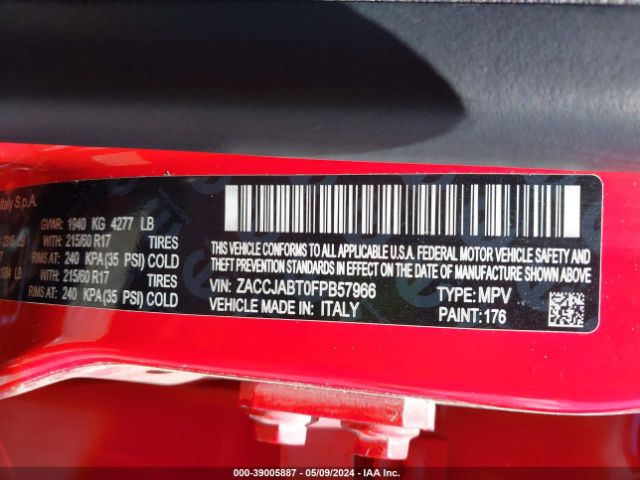 Italy S.p.A.
GVWR: 1940 KG 4277 LB
WITH: 215/60 R17 TIRES
RIMS AT: 240 KPA (35 PSI) COLD
WITH: 215/60 R17 TIRES
RIMS AT: 240 KPA (35 PSI) COLD
THIS VEHICLE CONFORMS TO ALL APPLICABLE U.S.A. FEDERAL MOTOR VEHICLE
SAFETY, BUMPER, AND THEFT PREVENTION STANDARDS IN EFFECT ON THE DATE OF
MANUFACTURE SHOWN ABOVE.
VIN: ZACCJABT0FPB57966 TYPE: MPV
VEHICLE MADE IN: ITALY PAINT: 176
000-39005887 - 05/09/2024 - IAA Inc.